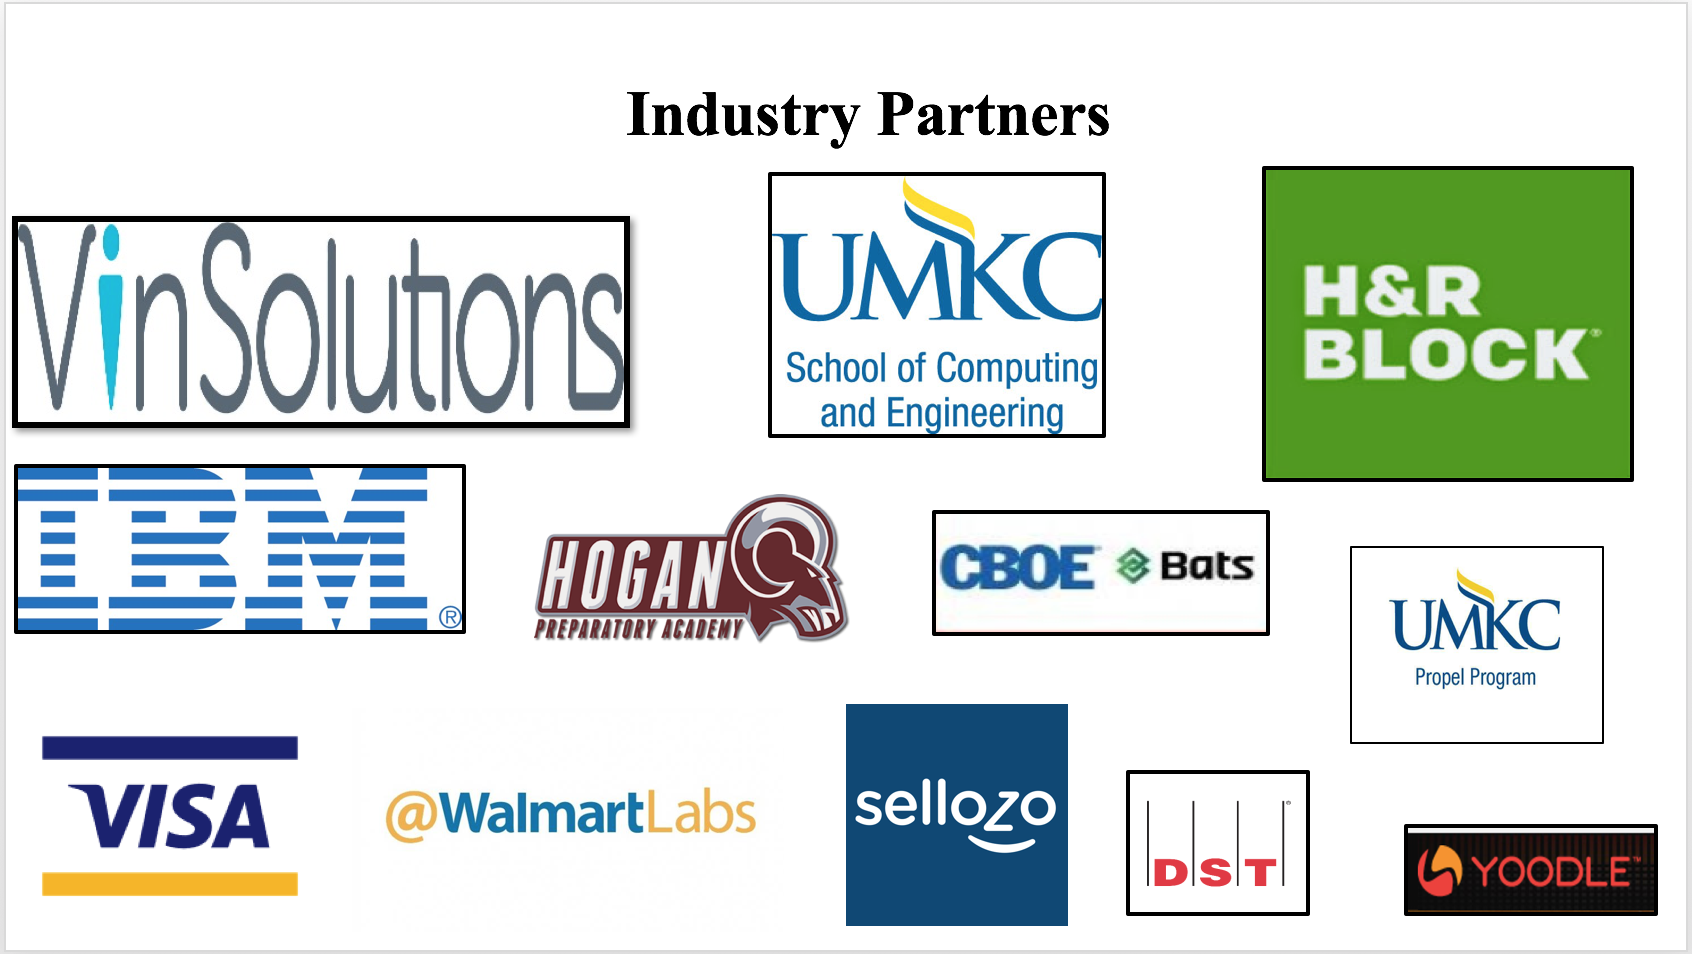 Industry Partners
VinSolutions
UMKC
School of Computing
and Engineering
H&R
BLOCK®
IBM®
HOGAN
PREPARATORY ACADEMY
CBOE Bats
UMKC
Propel Program
VISA
@WalmartLabs
sellozo
DST®
YOODLE™